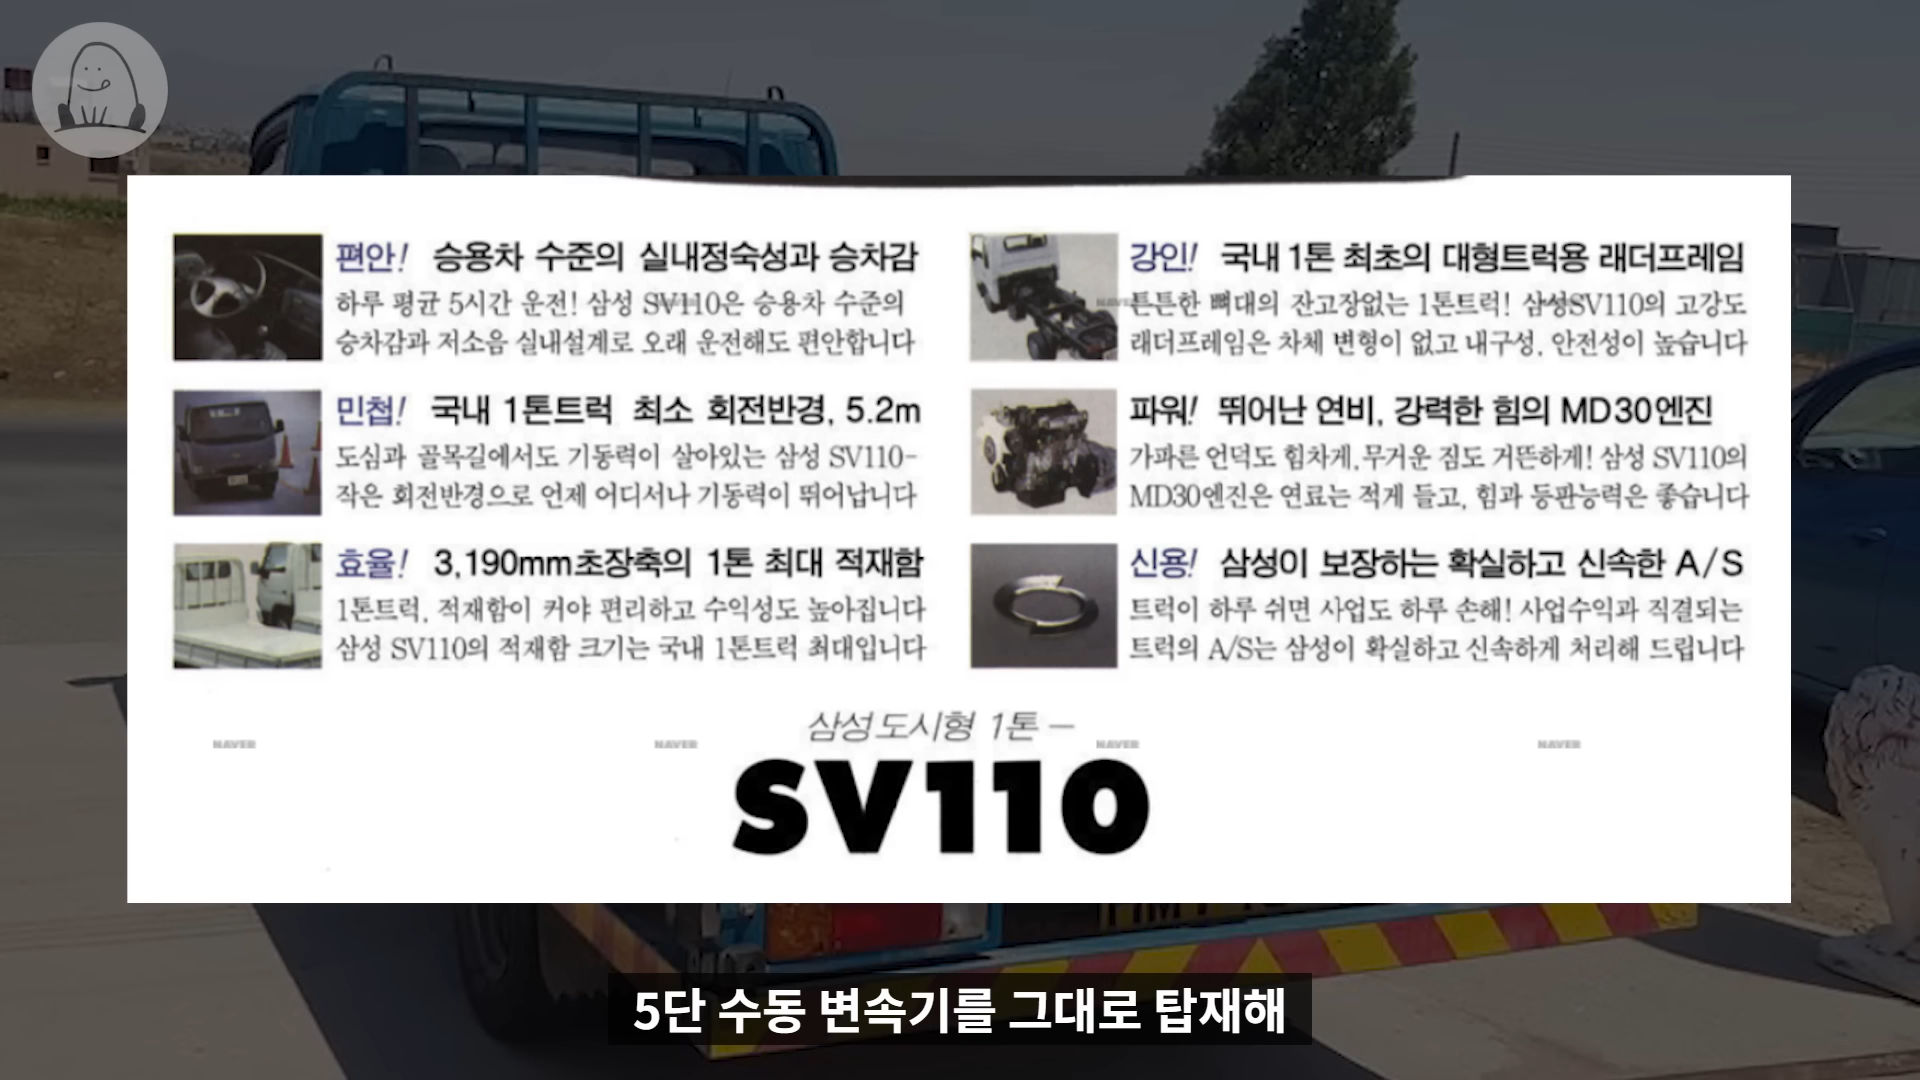 편안! 승용차 수준의 실내정숙성과 승차감
하루 평균 5시간 운전! 삼성 SV110은 승용차 수준의
승차감과 저소음 실내설계로 오래 운전해도 편안합니다
민첩! 국내 1톤트럭 최소 회전반경, 5.2m
도심과 골목길에서도 기동력이 살아있는 삼성 SV110-
작은 회전반경으로 언제 어디서나 기동력이 뛰어납니다
효율! 3,190mm초장축의 1톤 최대 적재함
1톤트럭, 적재함이 커야 편리하고 수익성도 높아집니다
삼성 SV110의 적재함 크기는 국내 1톤트럭 최대입니다
강인! 국내 1톤 최초의 대형트럭용 래더프레임
튼튼한 뼈대의 잔고장없는 1톤트럭! 삼성SV110의 고강도
래더프레임은 차체 변형이 없고 내구성, 안전성이 높습니다
파워! 뛰어난 연비, 강력한 힘의 MD30엔진
가파른 언덕도 힘차게, 무거운 짐도 거뜬하게! 삼성 SV110의
MD30엔진은 연료는 적게 들고, 힘과 등판능력은 좋습니다
신용! 삼성이 보장하는 확실하고 신속한 A/S
트럭이 하루 쉬면 사업도 하루 손해! 사업수익과 직결되는
트럭의 A/S는 삼성이 확실하고 신속하게 처리해 드립니다
삼성도시형 1톤 —
NAVER NAVER NAVER NAVER
SV110
5단 수동 변속기를 그대로 탑재해